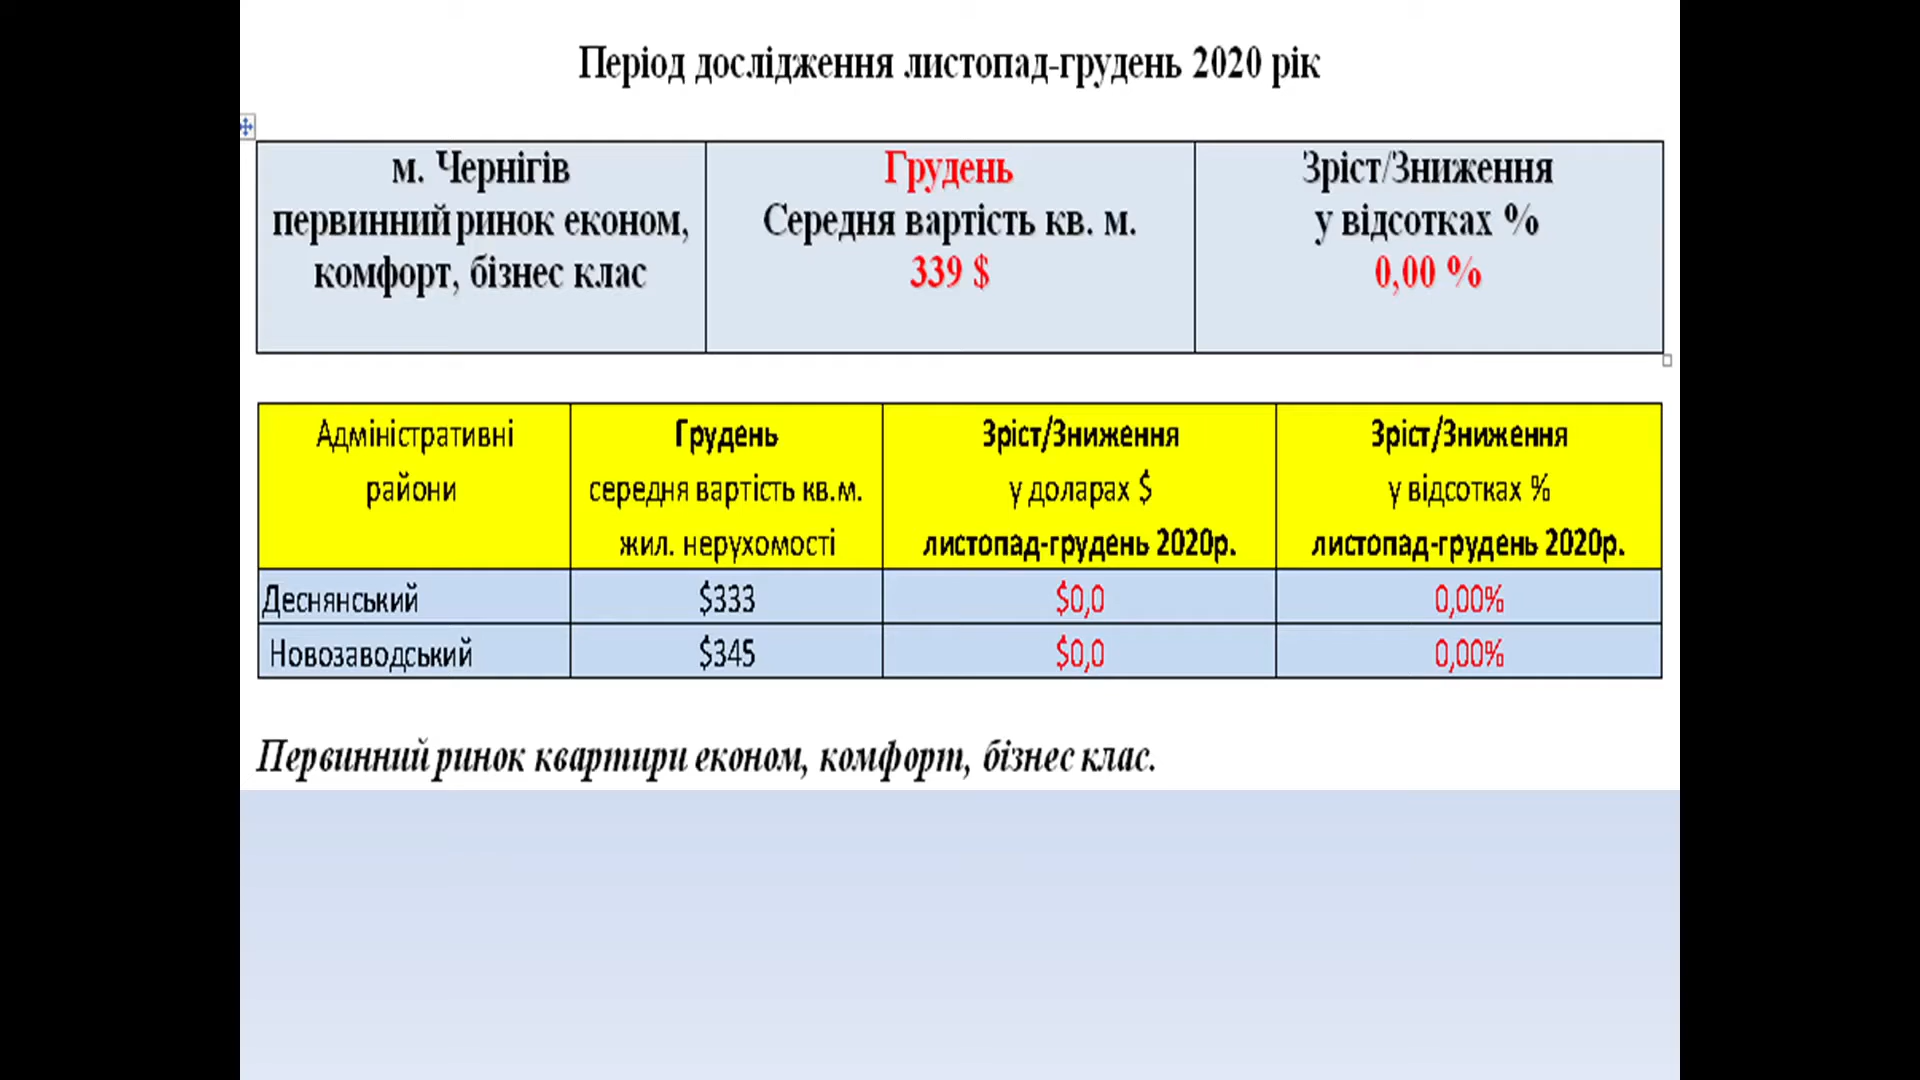 Період дослідження листопад-грудень 2020 рік
м. Чернігів
первинний ринок економ,
комфорт, бізнес клас
Грудень
Середня вартість кв. м.
339 $
Зріст/Зниження
у відсотках %
0,00 %
Адміністративні
райони
Грудень
середня вартість кв.м.
жил. нерухомості
Зріст/Зниження
у доларах $
листопад-грудень 2020р.
Зріст/Зниження
у відсотках %
листопад-грудень 2020р.
Деснянський $333 $0,0 0,00%
Новозаводський $345 $0,0 0,00%
Первинний ринок квартири економ, комфорт, бізнес клас.